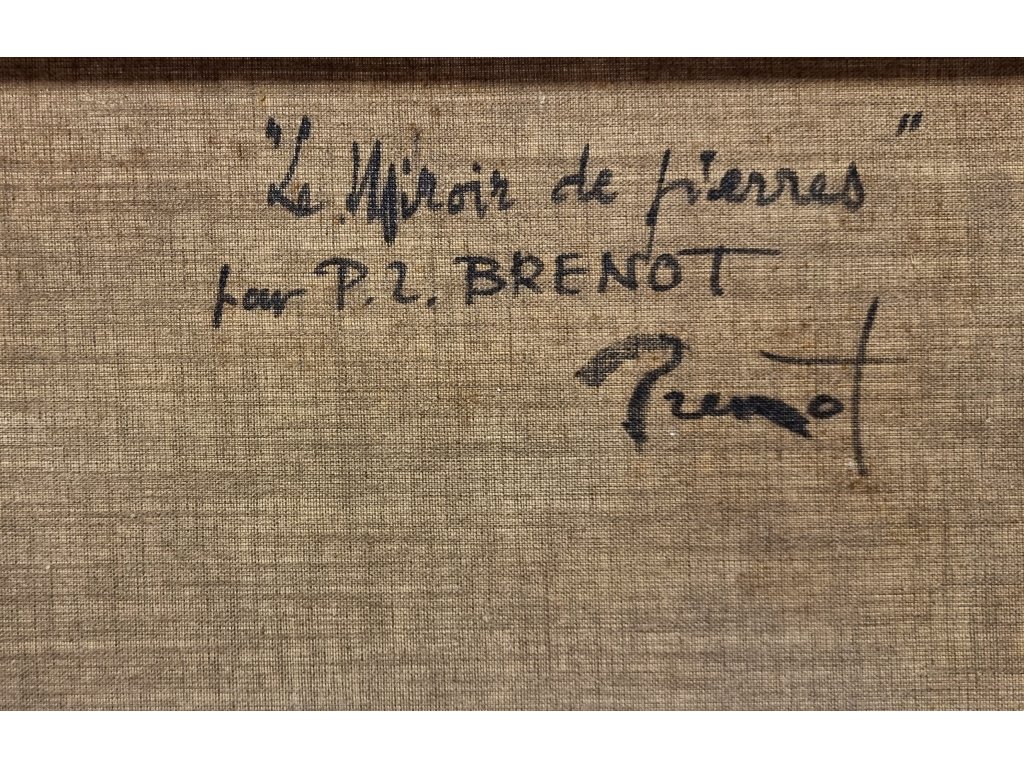 "Le Miroir de pierres"
par P.L. BRENOT
Brenot